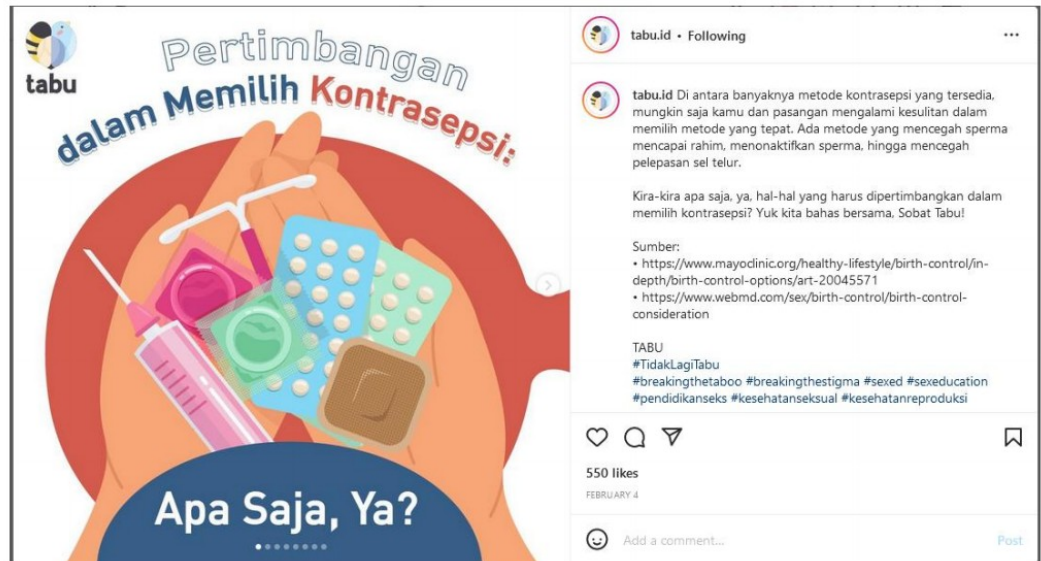 tabu
Pertimbangan
dalam Memilih Kontrasepsi:
Apa Saja, Ya?
tabu.id • Following
tabu.id Di antara banyaknya metode kontrasepsi yang tersedia,
mungkin saja kamu dan pasangan mengalami kesulitan dalam
memilih metode yang tepat. Ada metode yang mencegah sperma
mencapai rahim, menonaktifkan sperma, hingga mencegah
pelepasan sel telur.
Kira-kira apa saja, ya, hal-hal yang harus dipertimbangkan dalam
memilih kontrasepsi? Yuk kita bahas bersama, Sobat Tabu!
Sumber:
• https://www.mayoclinic.org/healthy-lifestyle/birth-control/in-
depth/birth-control-options/art-20045571
• https://www.webmd.com/sex/birth-control/birth-control-
consideration
TABU
#TidakLagiTabu
#breakingthetaboo #breakingthestigma #sexed #sexeducation
#pendidikanseks #kesehatanseksual #kesehatanreproduksi
550 likes
FEBRUARY 4
Add a comment...
Post